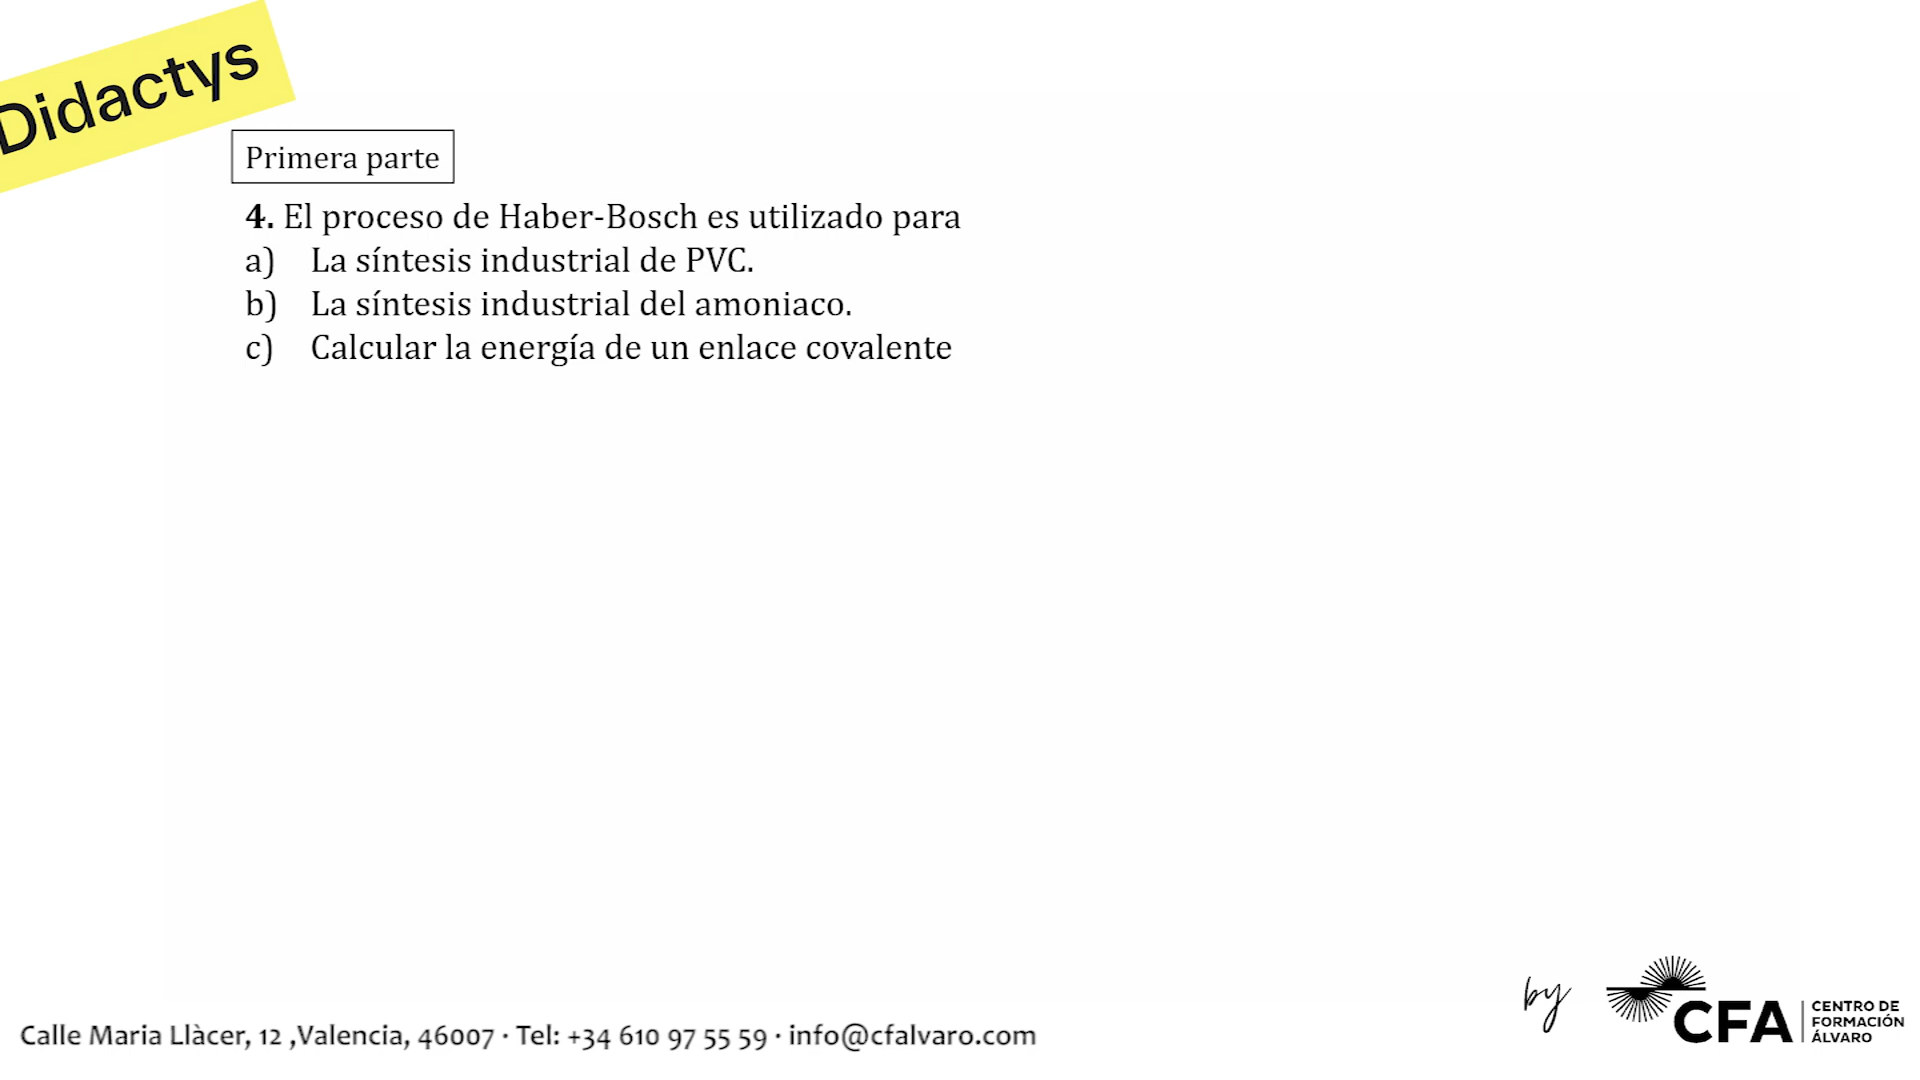 Didactys
Primera parte
4. El proceso de Haber-Bosch es utilizado para
a) La síntesis industrial de PVC.
b) La síntesis industrial del amoniaco.
c) Calcular la energía de un enlace covalente
by
CFA
CENTRO DE
FORMACIÓN
ÁLVARO
Calle Maria Llàcer, 12 ,Valencia, 46007 · Tel: +34 610 97 55 59 · info@cfalvaro.com